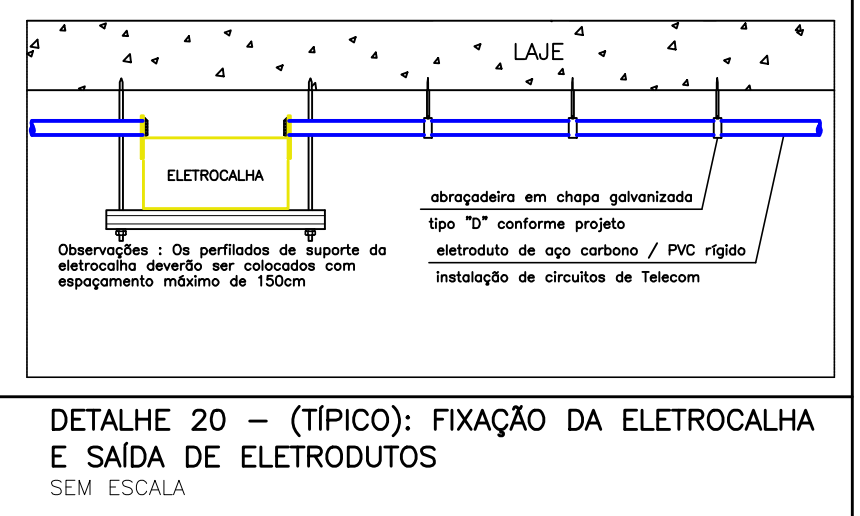 LAJE
ELETROCALHA
abraçadeira em chapa galvanizada
tipo "D" conforme projeto
eletroduto de aço carbono / PVC rígido
instalação de circuitos de Telecom
Observações : Os perfilados de suporte da
eletrocalha deverão ser colocados com
espaçamento máximo de 150cm
DETALHE 20 – (TÍPICO): FIXAÇÃO DA ELETROCALHA
E SAÍDA DE ELETRODUTOS
SEM ESCALA